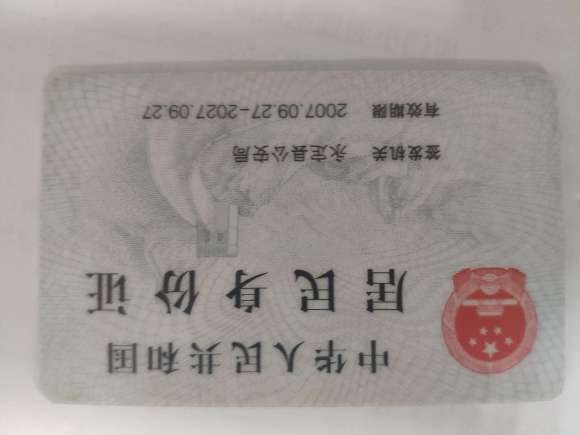 中华人民共和国
居民身份证
签发机关 永定县公安局
有效期限 2007.09.27-2027.09.27